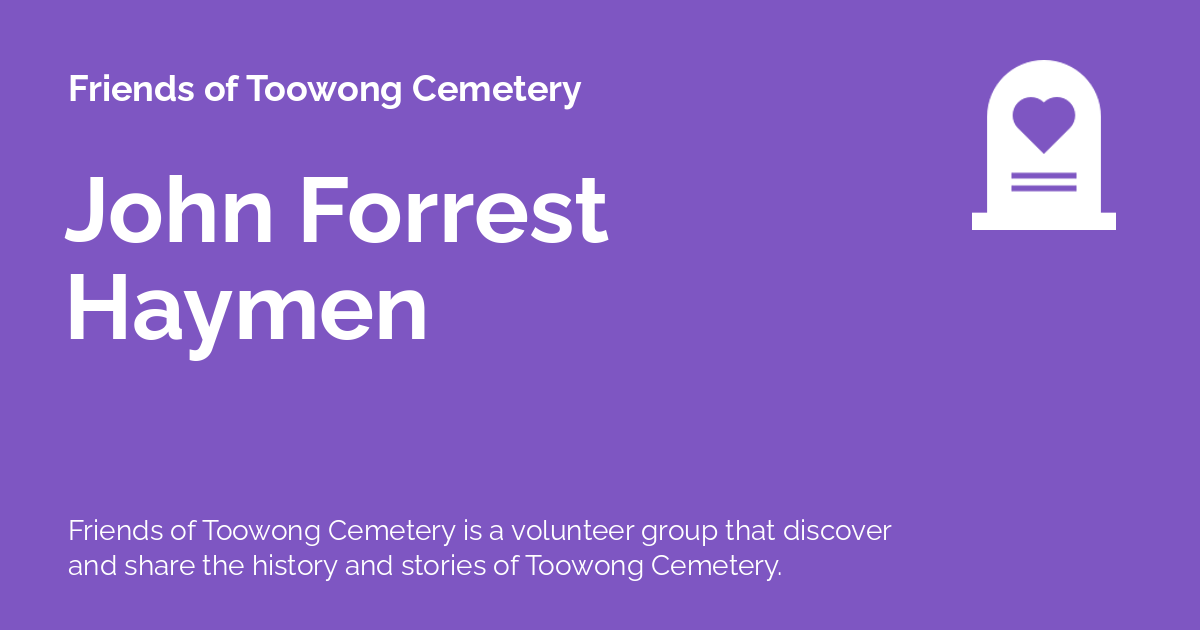 Friends of Toowong Cemetery
John Forrest
Haymen
Friends of Toowong Cemetery is a volunteer group that discover
and share the history and stories of Toowong Cemetery.